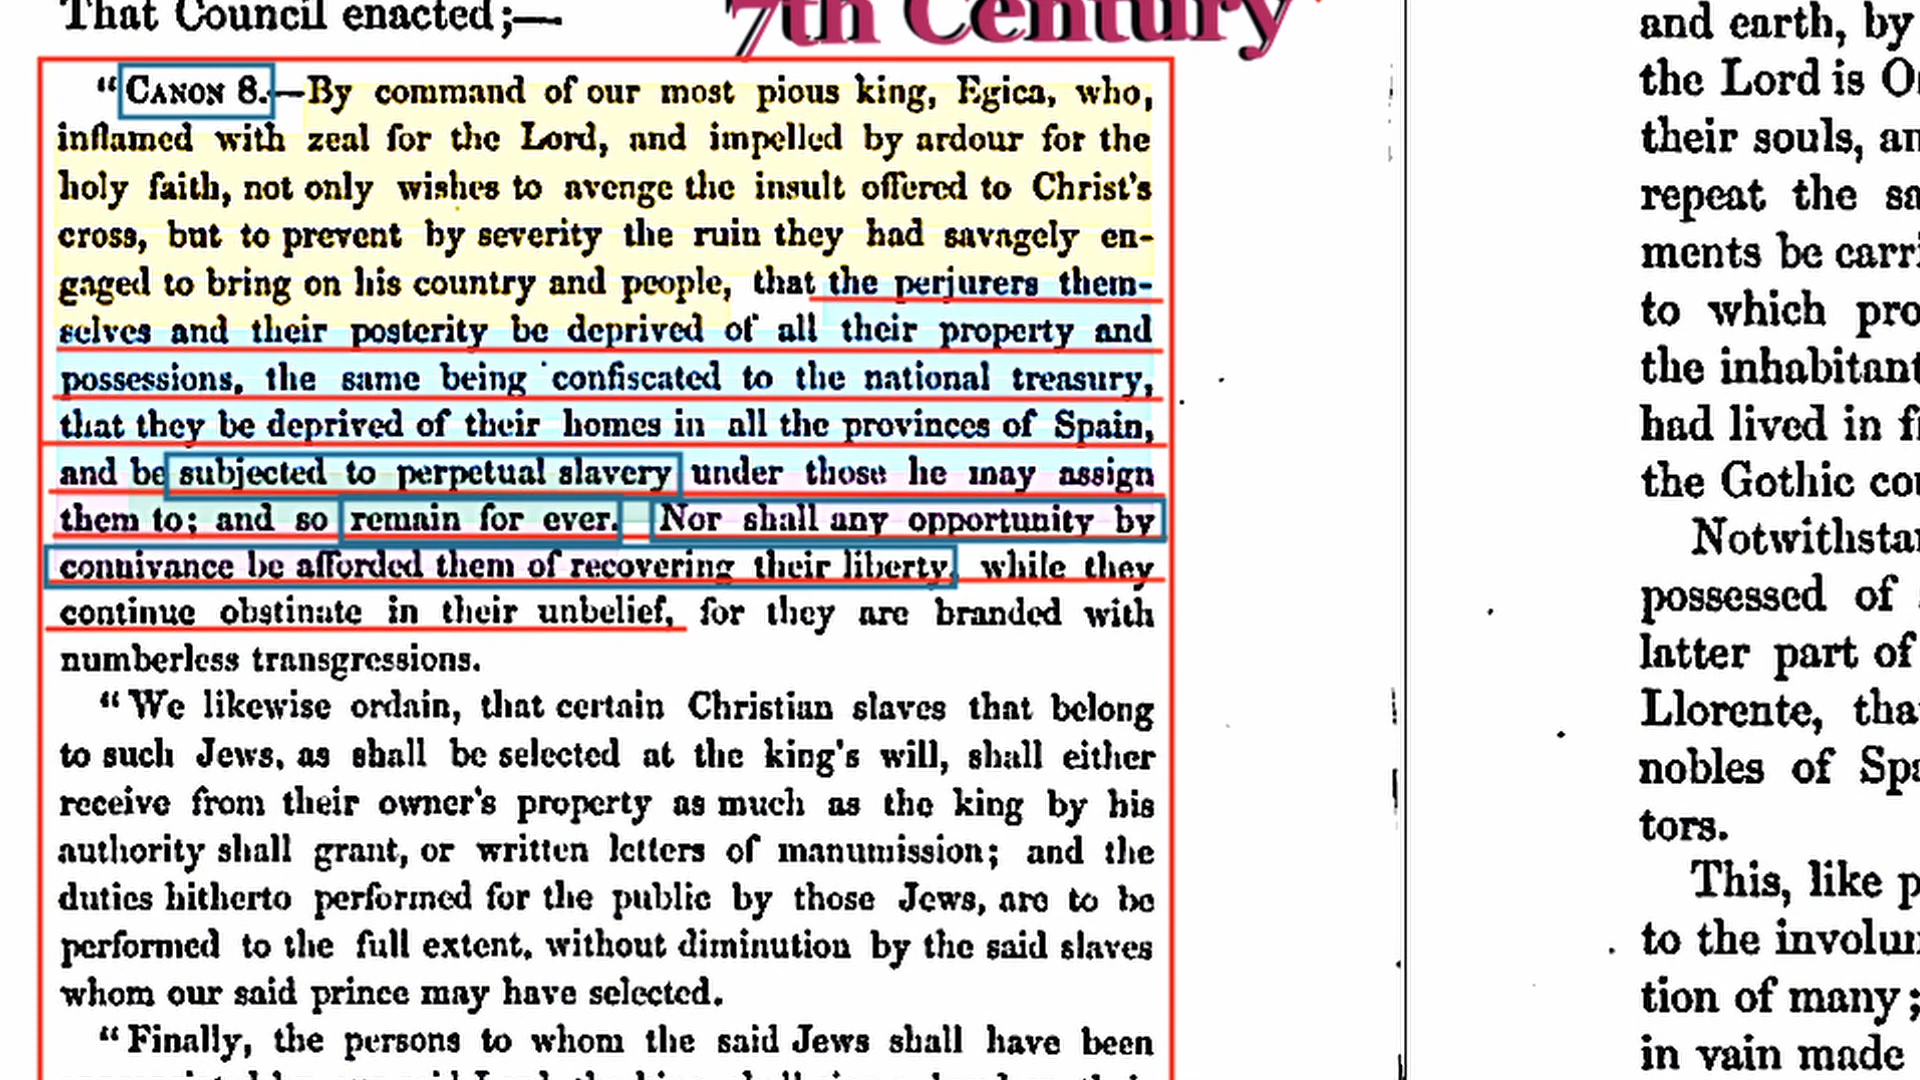 That Council enacted;—
7th Century
"CANON 8.—By command of our most pious king, Egica, who,
inflamed with zeal for the Lord, and impelled by ardour for the
holy faith, not only wishes to avenge the insult offered to Christ's
cross, but to prevent by severity the ruin they had savagely en-
gaged to bring on his country and people, that the perjurers them-
selves and their posterity be deprived of all their property and
possessions, the same being confiscated to the national treasury,
that they be deprived of their homes in all the provinces of Spain,
and be subjected to perpetual slavery under those he may assign
them to; and so remain for ever. Nor shall any opportunity by
connivance be afforded them of recovering their liberty, while they
continue obstinate in their unbelief, for they are branded with
numberless transgressions.
"We likewise ordain, that certain Christian slaves that belong
to such Jews, as shall be selected at the king's will, shall either
receive from their owner's property as much as the king by his
authority shall grant, or written letters of manumission; and the
duties hitherto performed for the public by those Jews, are to be
performed to the full extent, without diminution by the said slaves
whom our said prince may have selected.
"Finally, the persons to whom the said Jews shall have been
and earth, by
the Lord is
their souls,
repeat the
ments be
to which
the
had lived in
the Gothic
possessed of
latter part of
Llorente,
nobles of
tors.
This, like
to the
tion of many;
in vain made